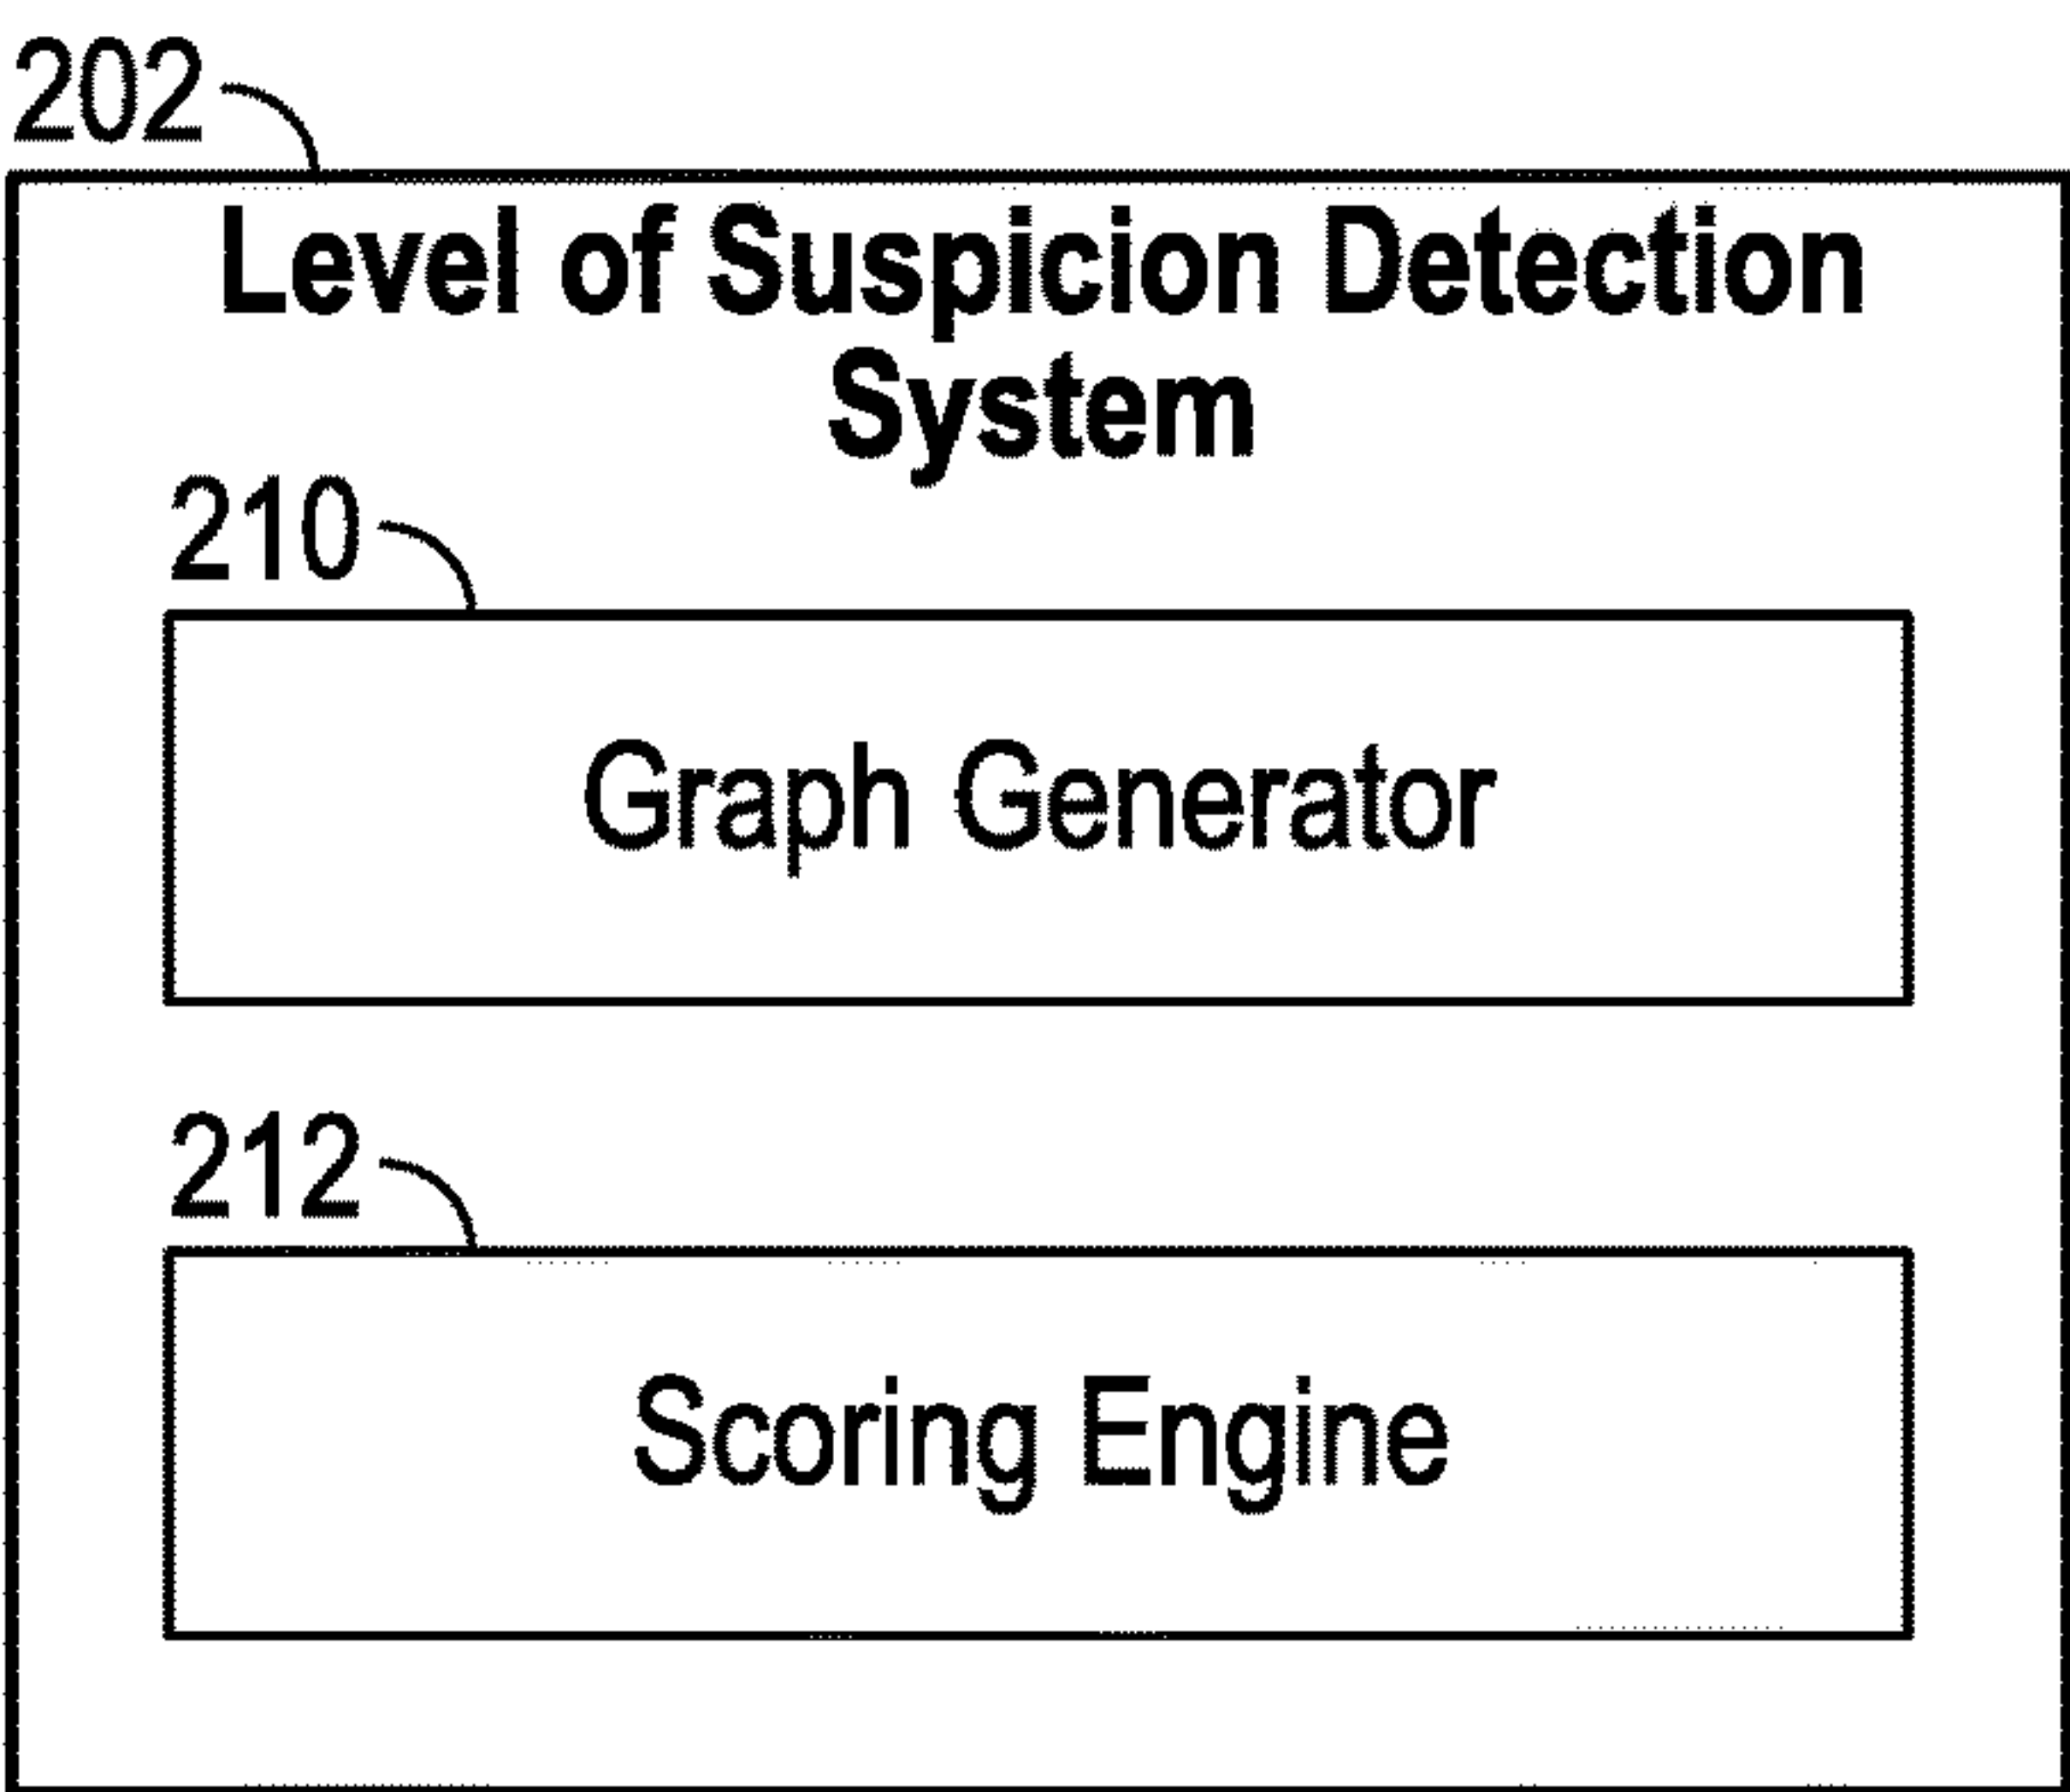 202
Level of Suspicion Detection
System
210
Graph Generator
212
Scoring Engine